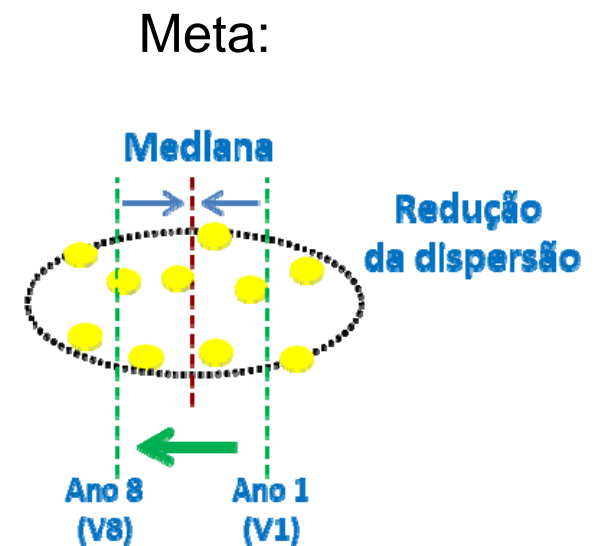 Meta:
Mediana
Redução
da dispersão
Ano 8
(V8)
Ano 1
(V1)